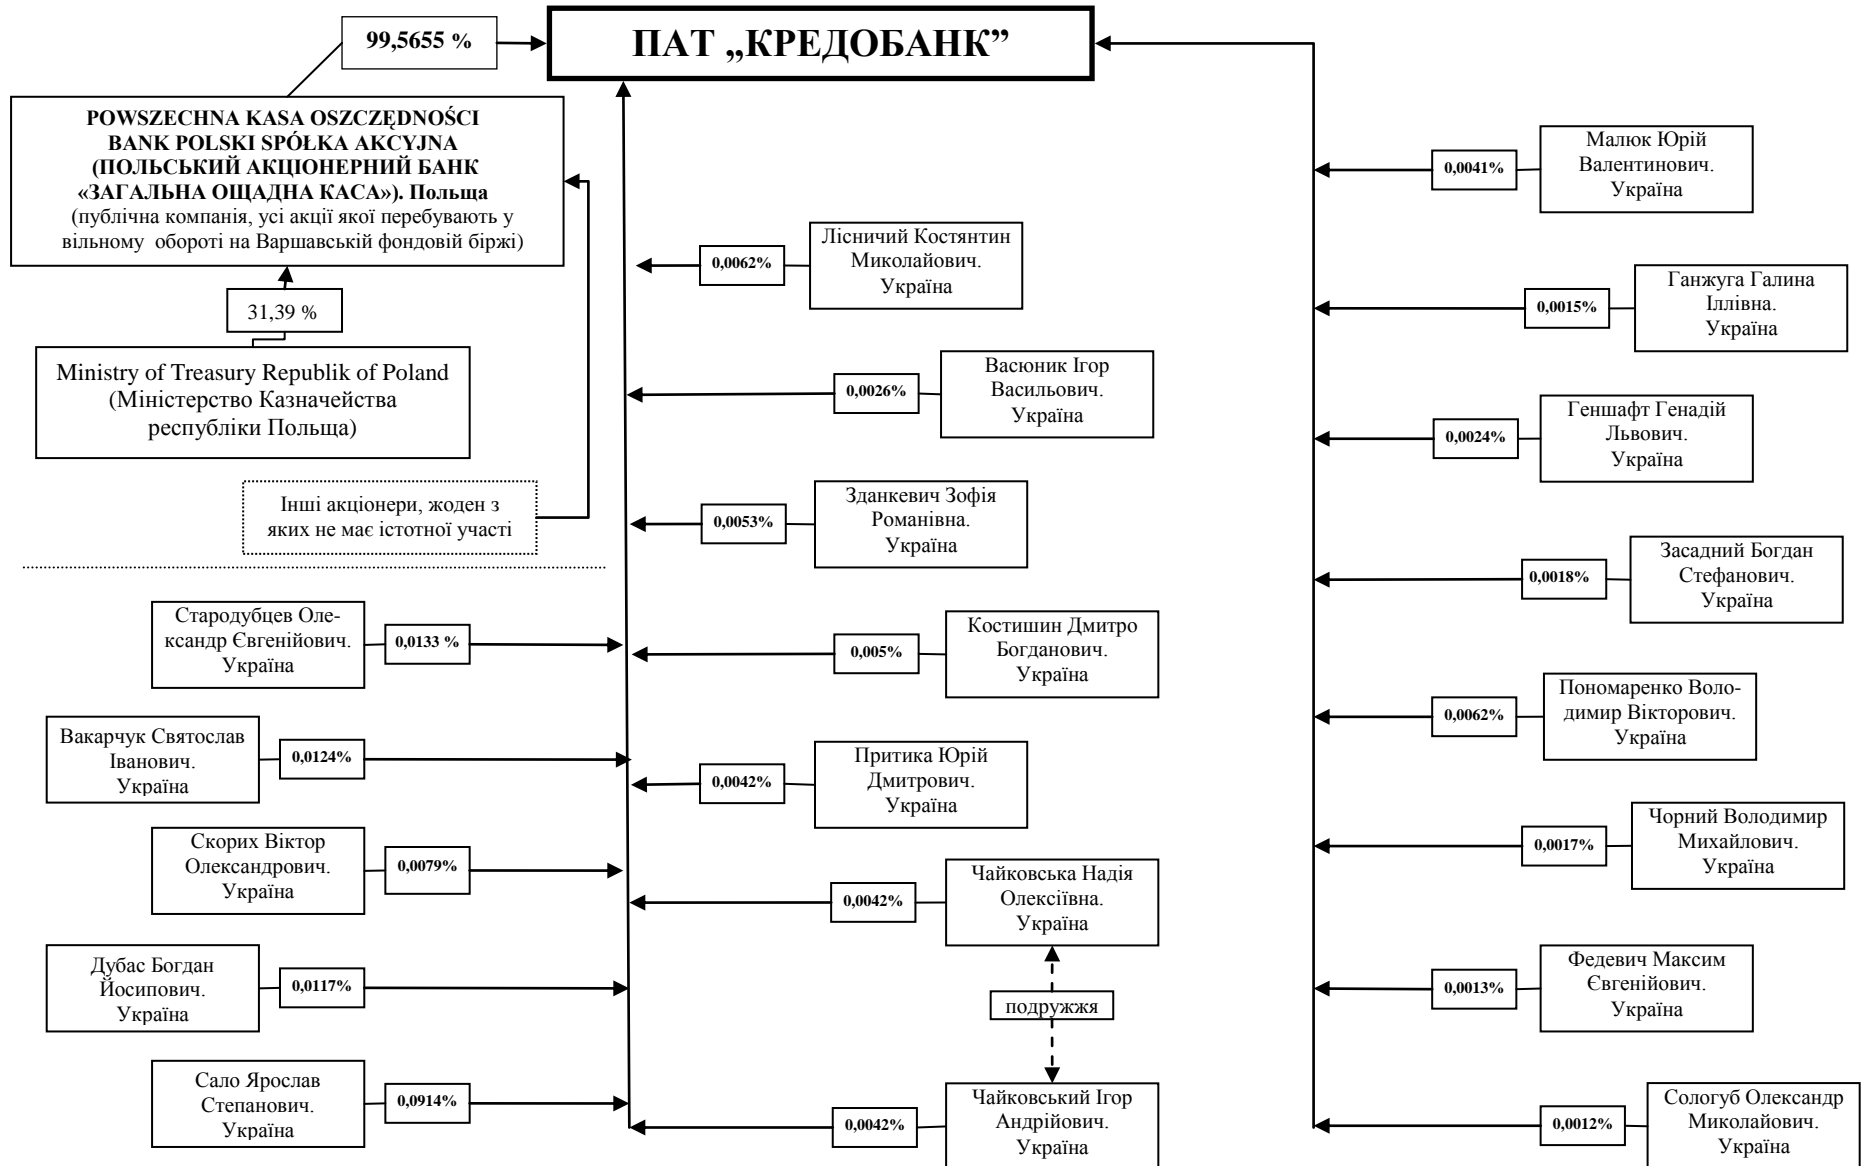 99,5655 %
ПАТ „КРЕДОБАНК”
POWSZECHNA KASA OSZCZĘDNOŚCI
BANK POLSKI SPÓŁKA AKCYJNA
(ПОЛЬСЬКИЙ АКЦІОНЕРНИЙ БАНК
«ЗАГАЛЬНА ОЩАДНА КАСА»). Польща
(публічна компанія, усі акції якої перебувають у
вільному обороті на Варшавській фондовій біржі)
31,39 %
Ministry of Treasury Republik of Poland
(Міністерство Казначейства
республіки Польща)
Інші акціонери, жоден з
яких не має істотної участі
Стародубцев Оле-
ксандр Євгенійович.
Україна
0,0133 %
Вакарчук Святослав
Іванович.
Україна
0,0124%
Скорих Віктор
Олександрович.
Україна
0,0079%
Дубас Богдан
Йосипович.
Україна
0,0117%
Сало Ярослав
Степанович.
Україна
0,0914%
0,0062%
Лісничий Костянтин
Миколайович.
Україна
0,0026%
Васюник Ігор
Васильович.
Україна
0,0053%
Зданкевич Зофія
Романівна.
Україна
0,005%
Костишин Дмитро
Богданович.
Україна
0,0042%
Притика Юрій
Дмитрович.
Україна
0,0042%
Чайковська Надія
Олексіївна.
Україна
подружжя
0,0042%
Чайковський Ігор
Андрійович.
Україна
0,0041%
Малюк Юрій
Валентинович.
Україна
0,0015%
Ганжуга Галина
Іллівна.
Україна
0,0024%
Геншафт Генадій
Львович.
Україна
0,0018%
Засадний Богдан
Стефанович.
Україна
0,0062%
Пономаренко Воло-
димир Вікторович.
Україна
0,0017%
Чорний Володимир
Михайлович.
Україна
0,0013%
Федевич Максим
Євгенійович.
Україна
0,0012%
Сологуб Олександр
Миколайович.
Україна